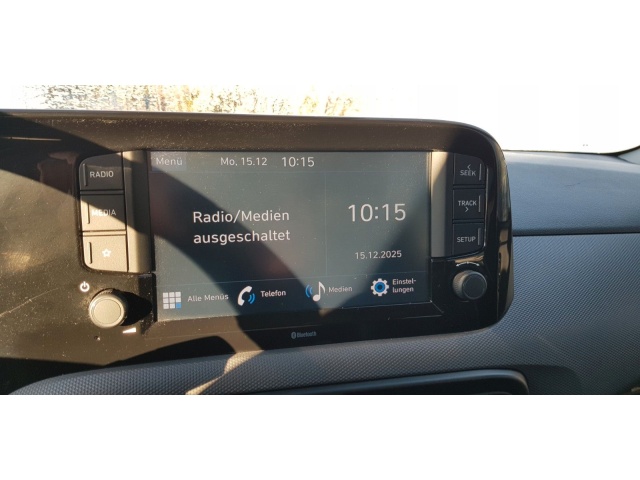 RADIO
MEDIA
Menü Mo, 15.12 10:15
Radio/Medien
ausgeschaltet
10:15
15.12.2025
Alle Menüs
Telefon
Medien
Einstel-
lungen
SEEK
TRACK
SETUP
Bluetooth